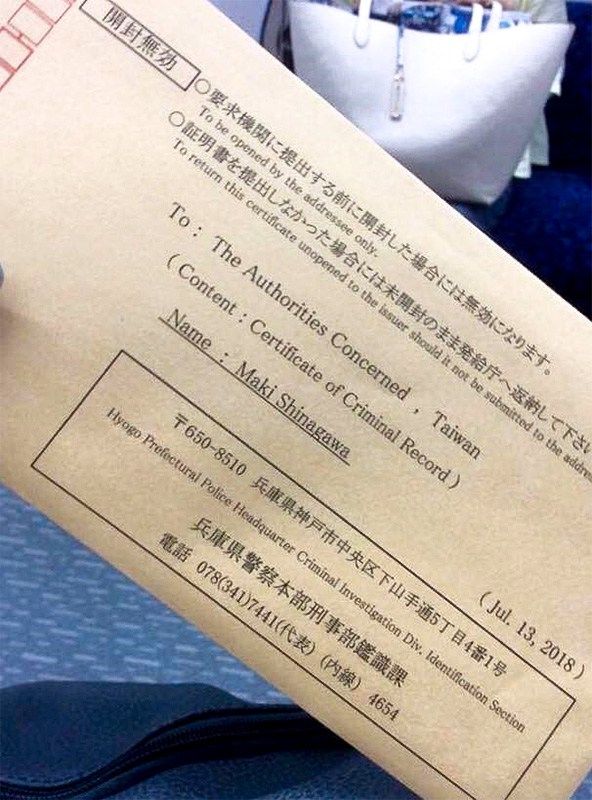 開封無効
○要求機関に提出する前に開封した場合には無効になります。
To be opened by the addressee only.
○証明書を提出しなかった場合には未開封のまま発給庁へ返納して下さい
To return this certificate unopened to the issuer should it not be submitted to the addre
To : The Authorities Concerned , Taiwan
( Content : Certificate of Criminal Record )
Name : Maki Shinagawa
( Jul. 13, 2018 )
〒650-8510 兵庫県神戸市中央区下山手通5丁目4番1号
Hyogo Prefectural Police Headquarter Criminal Investigation Div. Identification Section
兵庫県警察本部刑事部鑑識課
電話 078(341)7441(代表) (内線) 4654